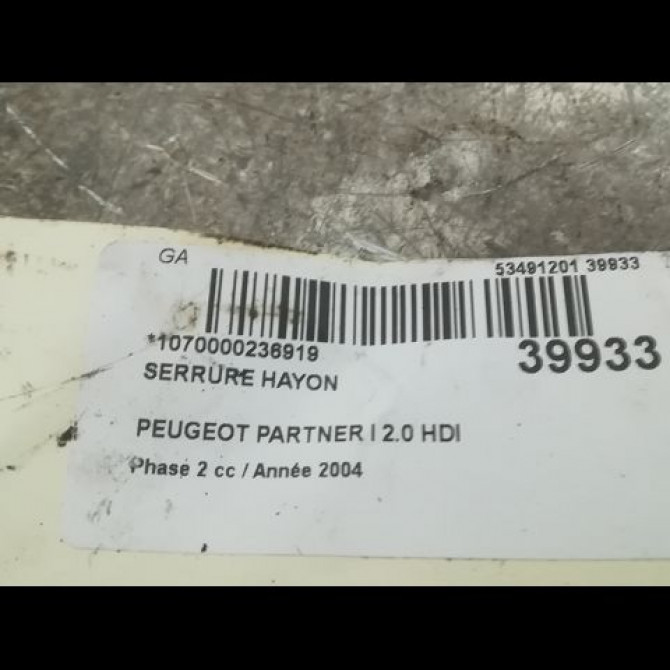 GA
53491201 39933
*1070000236919
39933
SERRURE HAYON
PEUGEOT PARTNER I 2.0 HDI
Phase 2 cc / Année 2004